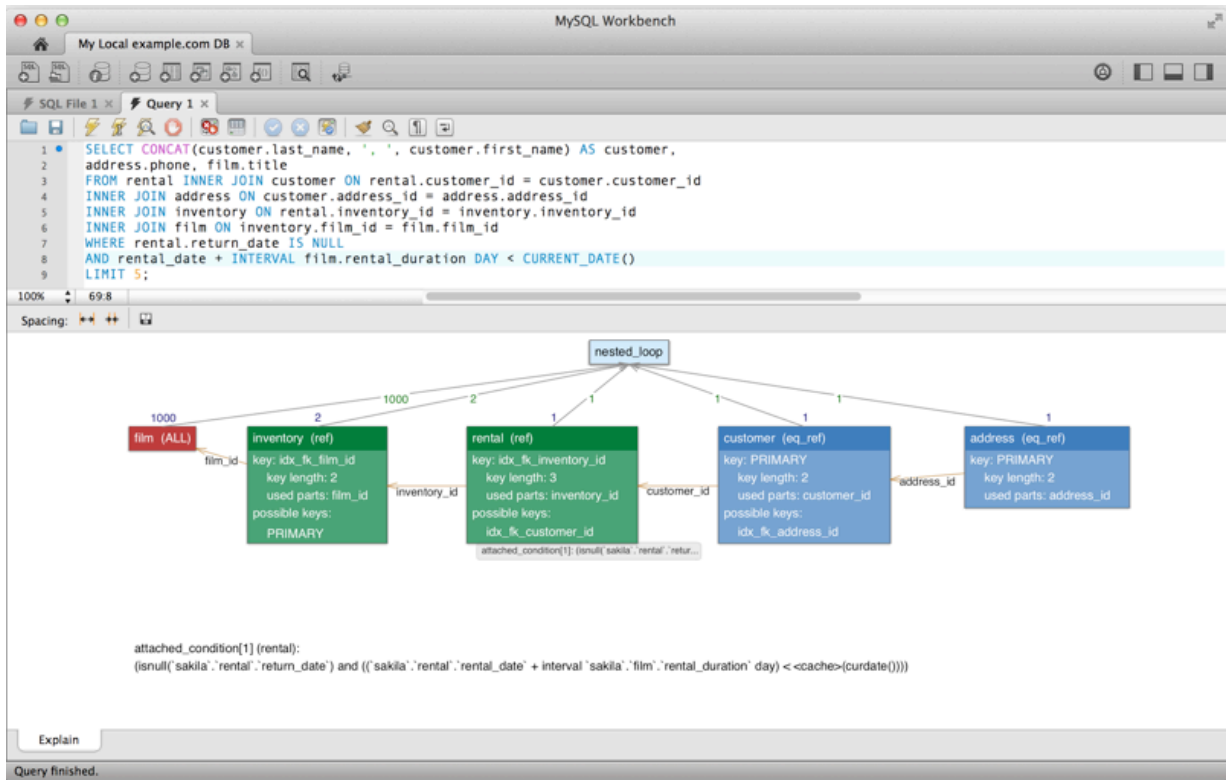 MySQL Workbench
My Local example.com DB ×
SQL File 1 × Query 1 ×
1 SELECT CONCAT(customer.last_name, ', ', customer.first_name) AS customer,
2 address.phone, film.title
3 FROM rental INNER JOIN customer ON rental.customer_id = customer.customer_id
4 INNER JOIN address ON customer.address_id = address.address_id
5 INNER JOIN inventory ON rental.inventory_id = inventory.inventory_id
6 INNER JOIN film ON inventory.film_id = film.film_id
7 WHERE rental.return_date IS NULL
8 AND rental_date + INTERVAL film.rental_duration DAY < CURRENT_DATE()
9 LIMIT 5;
100% 69:8
Spacing:
nested_loop
1000 2 1 1 1
1000 2 1 1 1
film (ALL)
film_id
inventory (ref)
key: idx_fk_film_id
key length: 2
used parts: film_id
possible keys:
PRIMARY
inventory_id
rental (ref)
key: idx_fk_inventory_id
key length: 3
used parts: inventory_id
possible keys:
idx_fk_customer_id
attached_condition[1]: (isnull(`sakila`.`rental`.`retur...
customer_id
customer (eq_ref)
key: PRIMARY
key length: 2
used parts: customer_id
possible keys:
idx_fk_address_id
address_id
address (eq_ref)
key: PRIMARY
key length: 2
used parts: address_id
attached_condition[1] (rental):
(isnull(`sakila`.`rental`.`return_date`) and ((`sakila`.`rental`.`rental_date` + interval `sakila`.`film`.`rental_duration` day) < <cache>(curdate())))
Explain
Query finished.